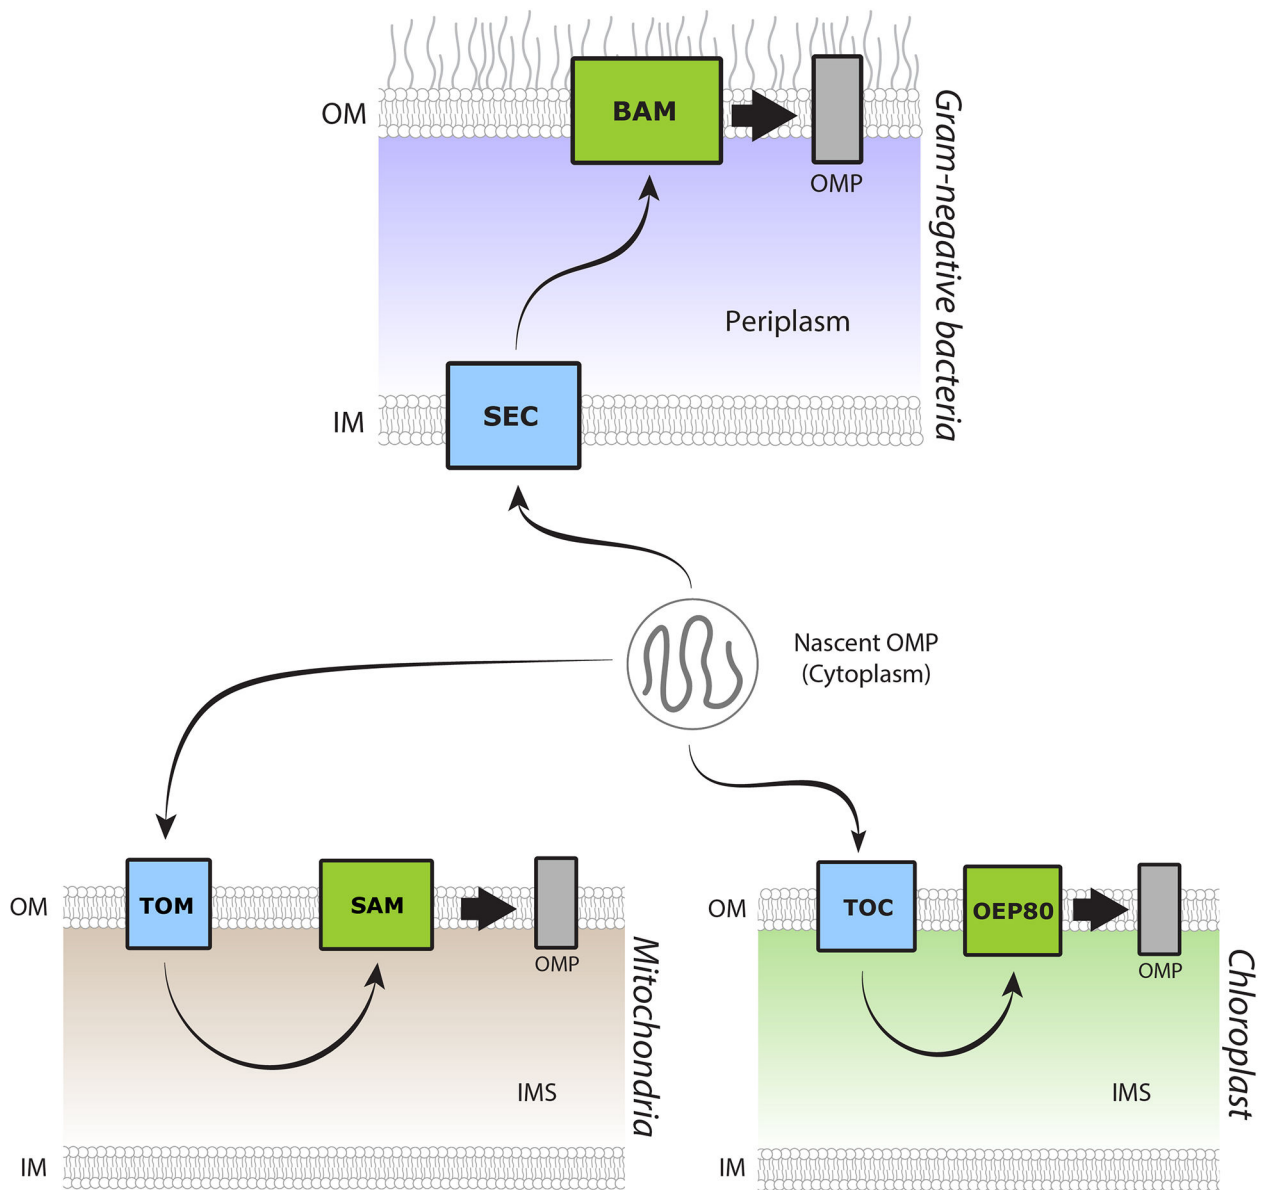 OM
BAM
OMP
Gram-negative bacteria
Periplasm
IM
SEC
Nascent OMP
(Cytoplasm)
OM
TOM
SAM
OMP
Mitochondria
IMS
IM
OM
TOC
OEP80
OMP
Chloroplast
IMS
IM